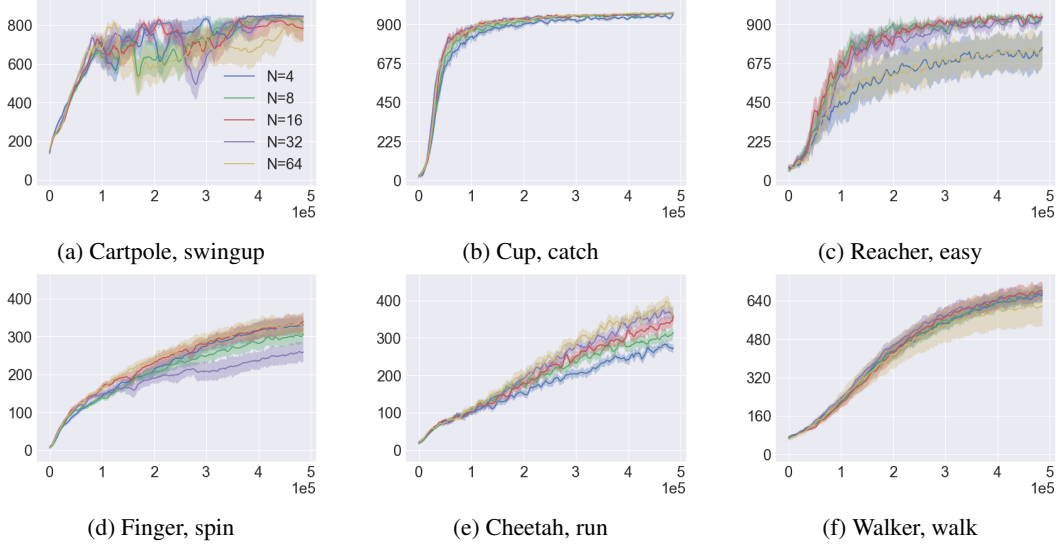 800
600
400
200
0
N=4
N=8
N=16
N=32
N=64
0 1 2 3 4 5
1e5
(a) Cartpole, swingup
900
675
450
225
0
0 1 2 3 4 5
1e5
(b) Cup, catch
900
675
450
225
0
0 1 2 3 4 5
1e5
(c) Reacher, easy
400
300
200
100
0
0 1 2 3 4 5
1e5
(d) Finger, spin
400
300
200
100
0
0 1 2 3 4 5
1e5
(e) Cheetah, run
640
480
320
160
0
0 1 2 3 4 5
1e5
(f) Walker, walk